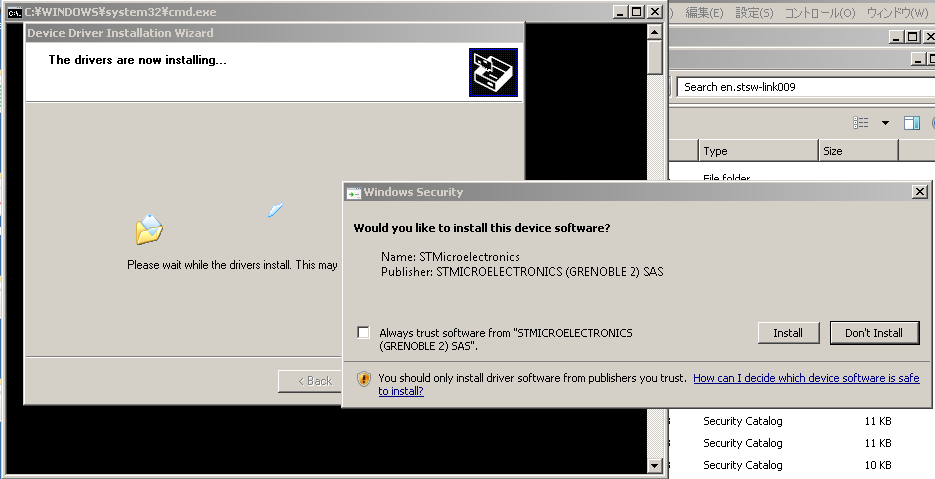 C:¥WINDOWS¥system32¥cmd.exe
編集(E) 設定(S) コントロール(O) ウィンドウ(W)
Device Driver Installation Wizard
The drivers are now installing...
Search en.stsw-link009
Type Size
File folder
Windows Security
Would you like to install this device software?
Name: STMicroelectronics
Publisher: STMICROELECTRONICS (GRENOBLE 2) SAS
Please wait while the drivers install. This may
Always trust software from "STMICROELECTRONICS
(GRENOBLE 2) SAS".
Install Don't Install
< Back
You should only install driver software from publishers you trust. How can I decide which device software is safe
to install?
Security Catalog 11 KB
Security Catalog 11 KB
Security Catalog 10 KB